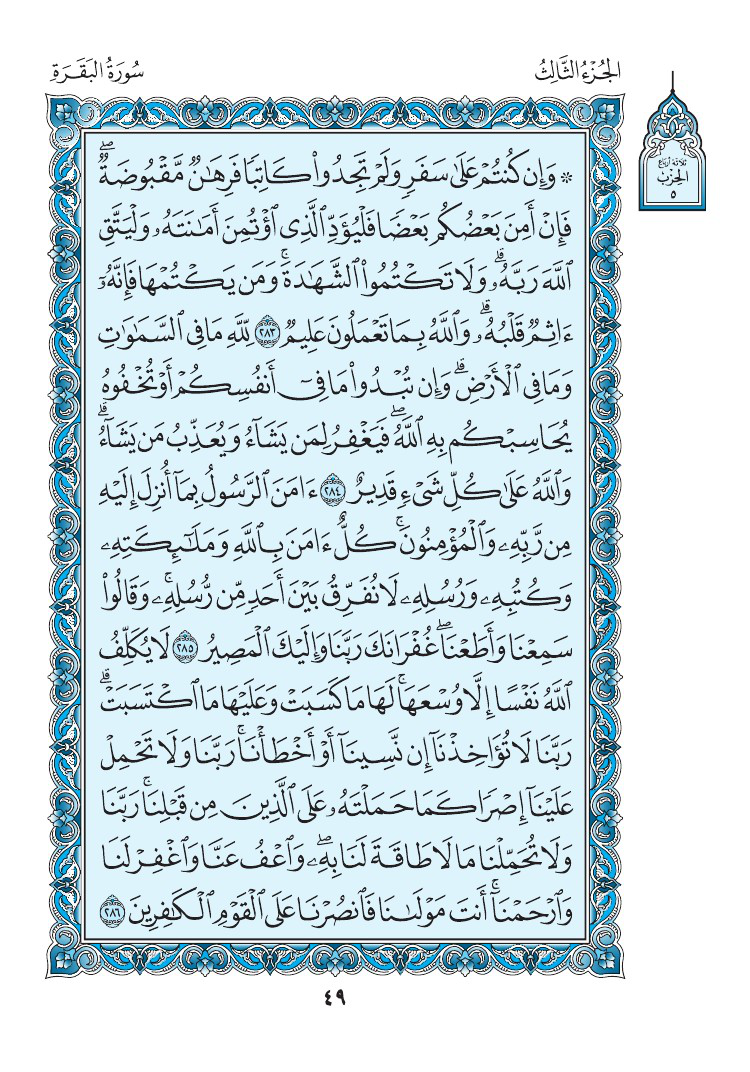 سُورَةُ البَقَرَةِ
الجُزْءُ الثَّالِثُ
ثلاثة أرباع
الحزب
٥
۞ وَإِن كُنتُمْ عَلَىٰ سَفَرٍ وَلَمْ تَجِدُوا۟ كَاتِبًا فَرِهَـٰنٌ مَّقْبُوضَةٌ ۖ
فَإِنْ أَمِنَ بَعْضُكُم بَعْضًا فَلْيُؤَدِّ ٱلَّذِى ٱؤْتُمِنَ أَمَـٰنَتَهُۥ وَلْيَتَّقِ
ٱللَّهَ رَبَّهُۥ ۗ وَلَا تَكْتُمُوا۟ ٱلشَّهَـٰدَةَ ۚ وَمَن يَكْتُمْهَا فَإِنَّهُۥٓ
ءَاثِمٌ قَلْبُهُۥ ۗ وَٱللَّهُ بِمَا تَعْمَلُونَ عَلِيمٌ ٢٨٣ لِّلَّهِ مَا فِى ٱلسَّمَـٰوَٰتِ
وَمَا فِى ٱلْأَرْضِ ۗ وَإِن تُبْدُوا۟ مَا فِىٓ أَنفُسِكُمْ أَوْ تُخْفُوهُ
يُحَاسِبْكُم بِهِ ٱللَّهُ ۖ فَيَغْفِرُ لِمَن يَشَآءُ وَيُعَذِّبُ مَن يَشَآءُ ۗ
وَٱللَّهُ عَلَىٰ كُلِّ شَىْءٍ قَدِيرٌ ٢٨٤ ءَامَنَ ٱلرَّسُولُ بِمَآ أُنزِلَ إِلَيْهِ
مِن رَّبِّهِۦ وَٱلْمُؤْمِنُونَ ۚ كُلٌّ ءَامَنَ بِٱللَّهِ وَمَلَـٰٓئِكَتِهِۦ
وَكُتُبِهِۦ وَرُسُلِهِۦ لَا نُفَرِّقُ بَيْنَ أَحَدٍ مِّن رُّسُلِهِۦ ۚ وَقَالُوا۟
سَمِعْنَا وَأَطَعْنَا ۖ غُفْرَانَكَ رَبَّنَا وَإِلَيْكَ ٱلْمَصِيرُ ٢٨٥ لَا يُكَلِّفُ
ٱللَّهُ نَفْسًا إِلَّا وُسْعَهَا ۚ لَهَا مَا كَسَبَتْ وَعَلَيْهَا مَا ٱكْتَسَبَتْ ۗ
رَبَّنَا لَا تُؤَاخِذْنَآ إِن نَّسِينَآ أَوْ أَخْطَأْنَا ۚ رَبَّنَا وَلَا تَحْمِلْ
عَلَيْنَآ إِصْرًا كَمَا حَمَلْتَهُۥ عَلَى ٱلَّذِينَ مِن قَبْلِنَا ۚ رَبَّنَا
وَلَا تُحَمِّلْنَا مَا لَا طَاقَةَ لَنَا بِهِۦ ۖ وَٱعْفُ عَنَّا وَٱغْفِرْ لَنَا
وَٱرْحَمْنَآ ۚ أَنتَ مَوْلَىٰنَا فَٱنصُرْنَا عَلَى ٱلْقَوْمِ ٱلْكَـٰفِرِينَ ٢٨٦
٤٩